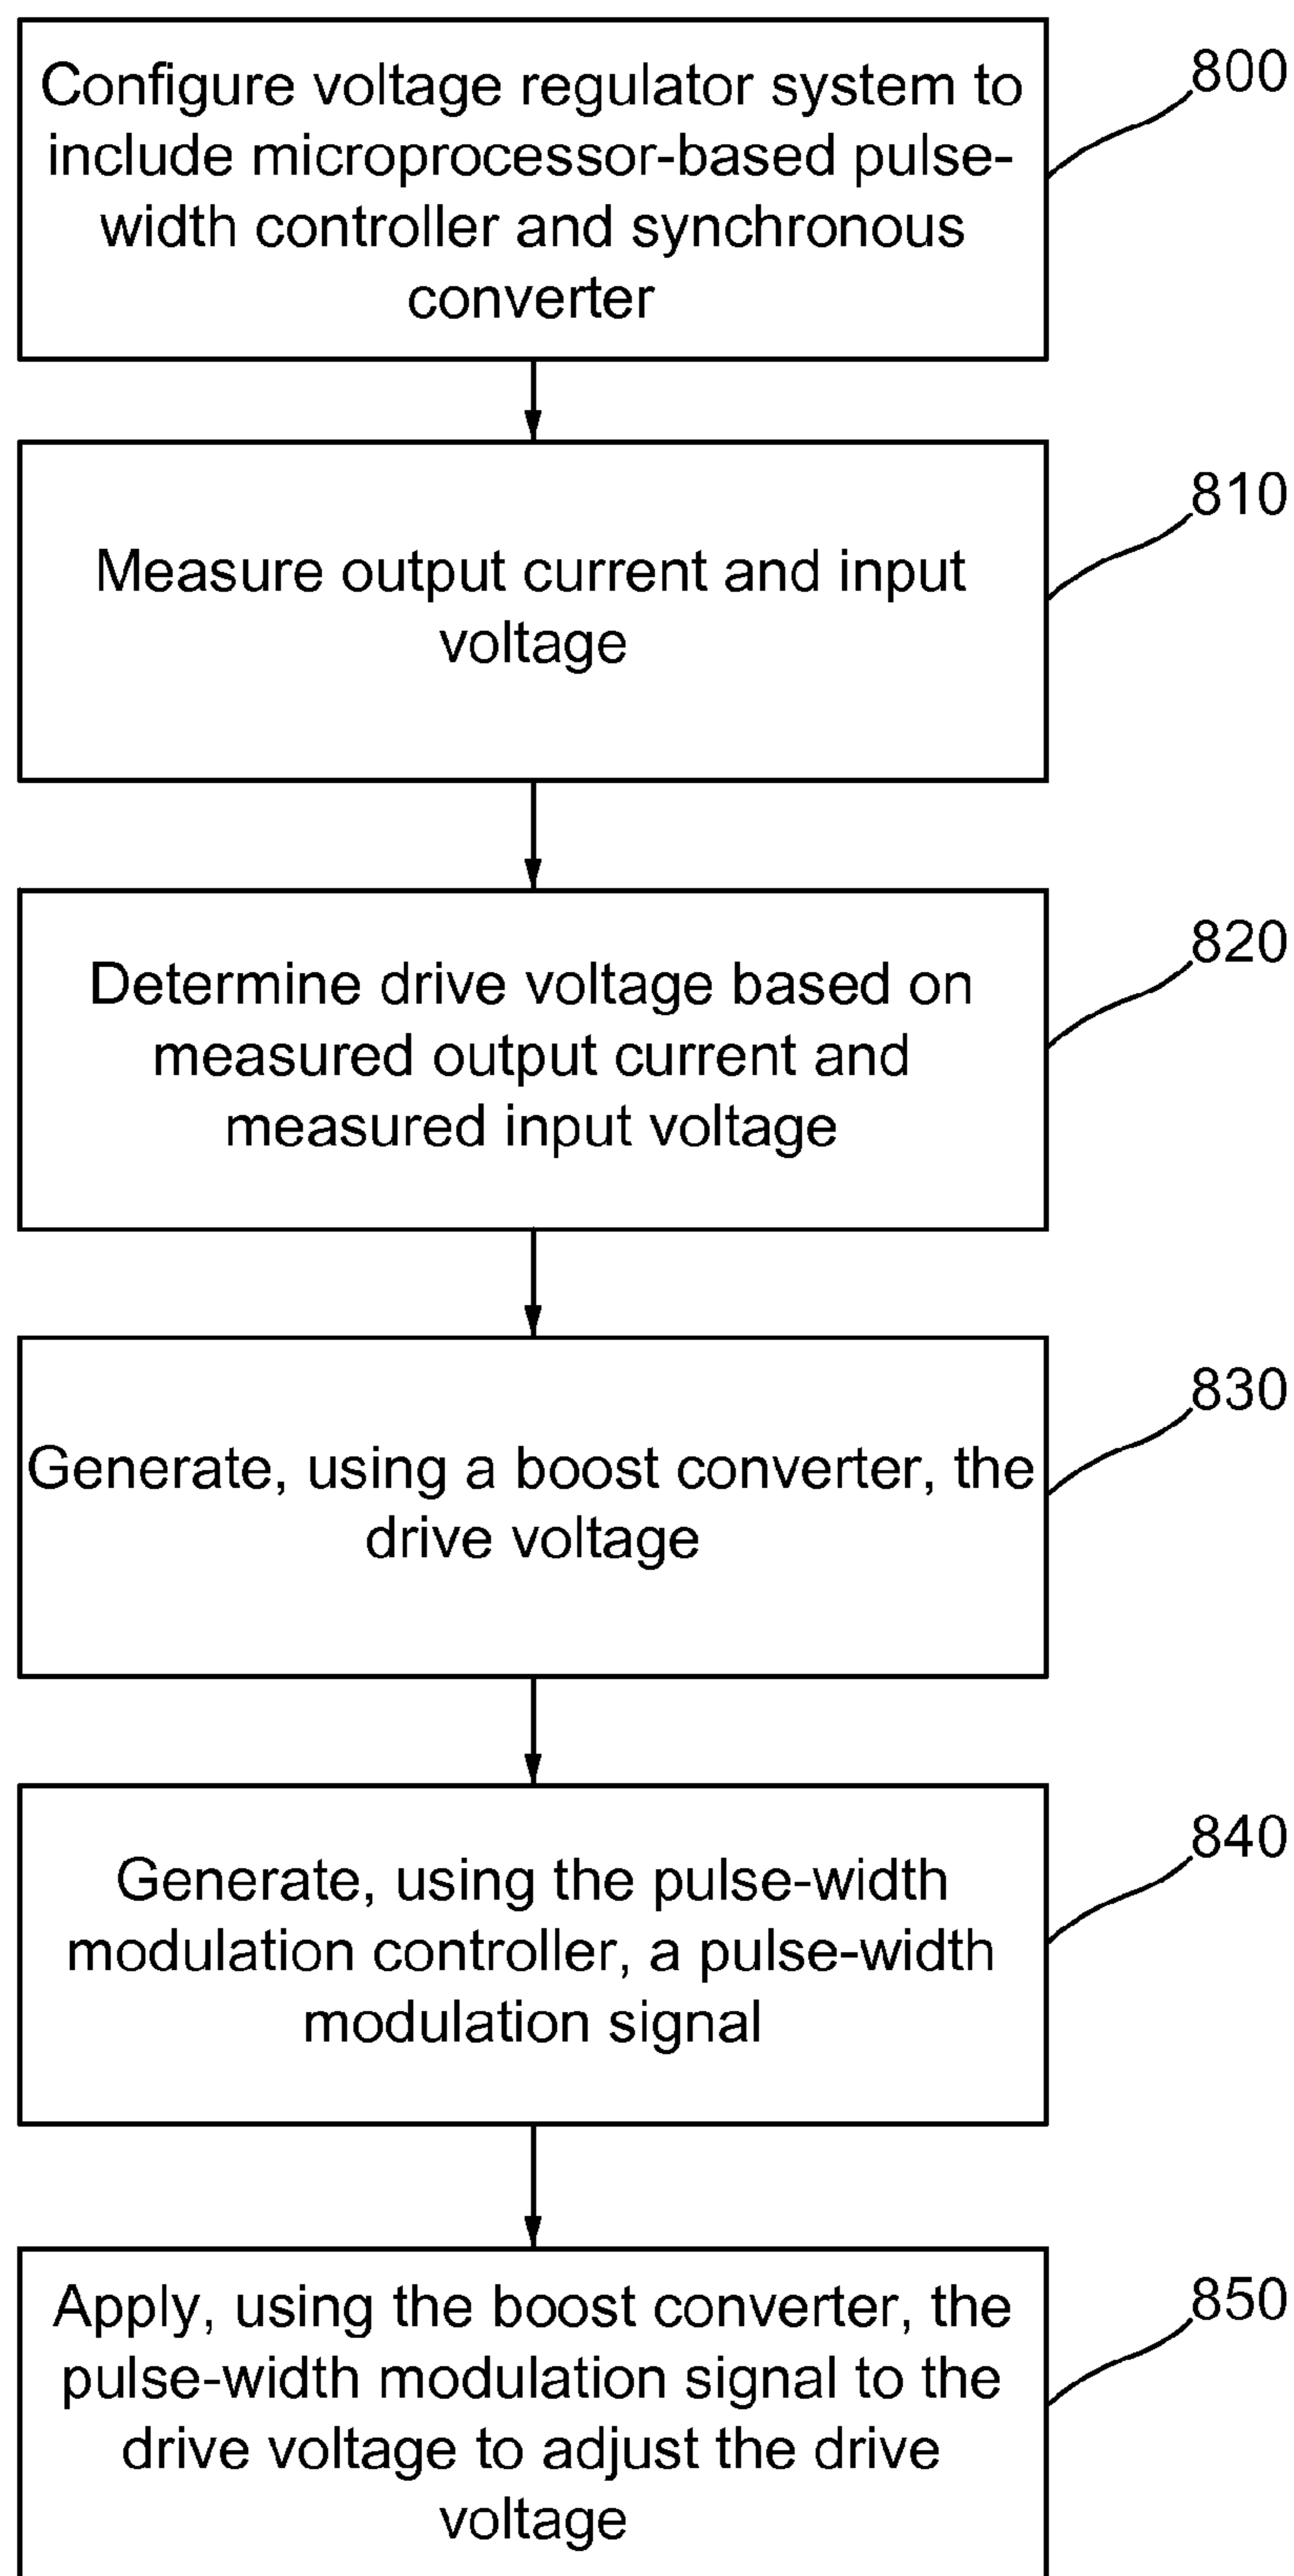 Configure voltage regulator system to
include microprocessor-based pulse-
width controller and synchronous
converter
800
Measure output current and input
voltage
810
Determine drive voltage based on
measured output current and
measured input voltage
820
Generate, using a boost converter, the
drive voltage
830
Generate, using the pulse-width
modulation controller, a pulse-width
modulation signal
840
Apply, using the boost converter, the
pulse-width modulation signal to the
drive voltage to adjust the drive
voltage
850